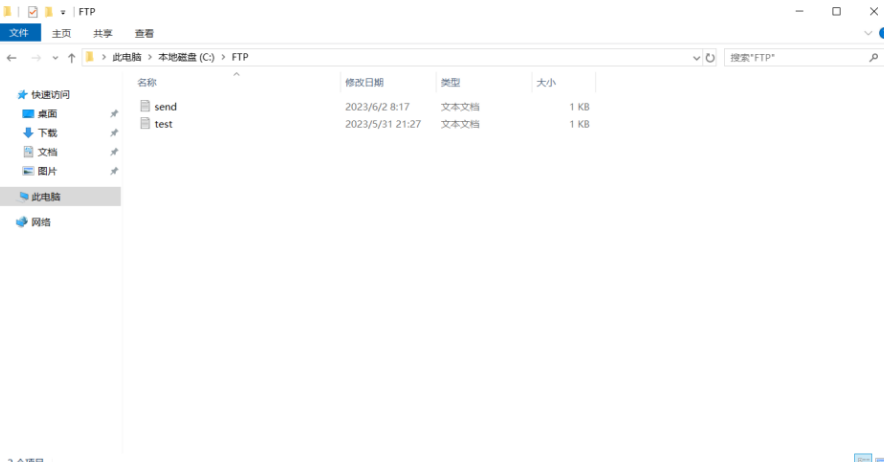 FTP
文件 主页 共享 查看
此电脑 > 本地磁盘 (C:) > FTP 搜索"FTP"
名称 修改日期 类型 大小
快速访问
send 2023/6/2 8:17 文本文档 1 KB
桌面
test 2023/5/31 21:27 文本文档 1 KB
下载
文档
图片
此电脑
网络